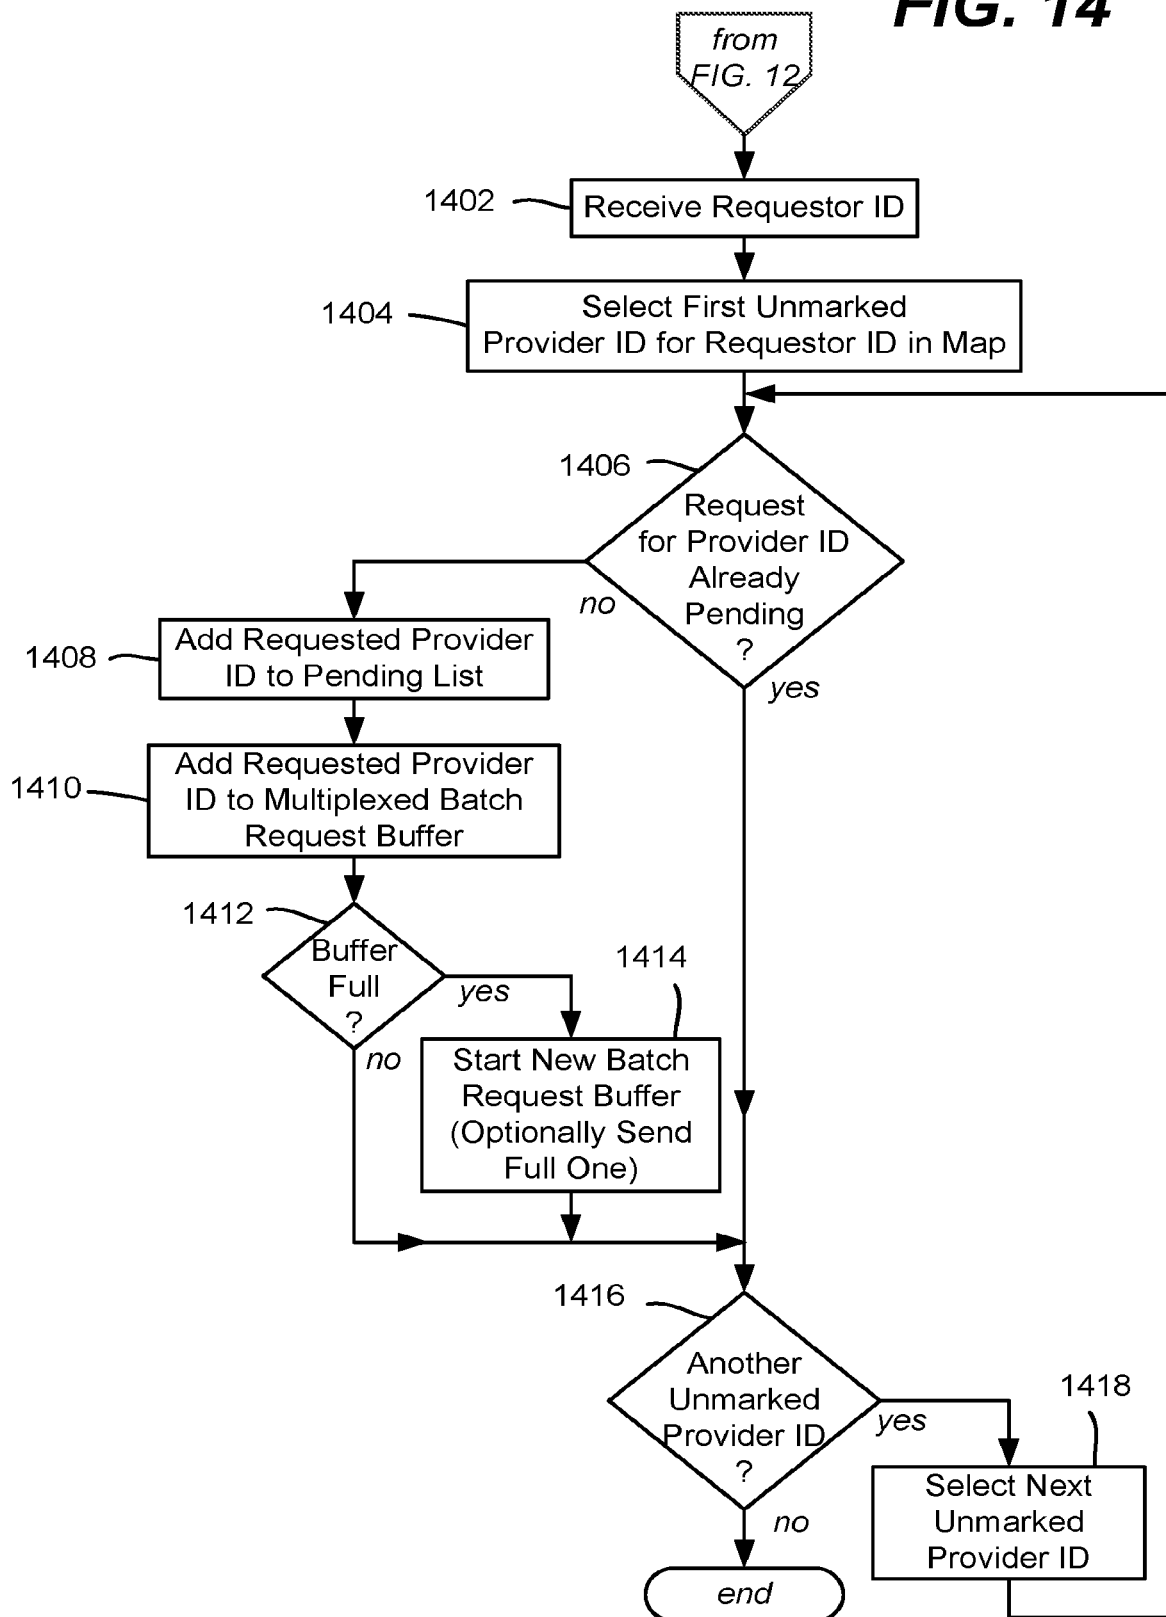 FIG. 14
from
FIG. 12
1402
Receive Requestor ID
1404
Select First Unmarked
Provider ID for Requestor ID in Map
1406
Request
for Provider ID
Already
Pending
?
no
yes
1408
Add Requested Provider
ID to Pending List
1410
Add Requested Provider
ID to Multiplexed Batch
Request Buffer
1412
Buffer
Full
?
yes
no
1414
Start New Batch
Request Buffer
(Optionally Send
Full One)
1416
Another
Unmarked
Provider ID
?
yes
no
1418
Select Next
Unmarked
Provider ID
end